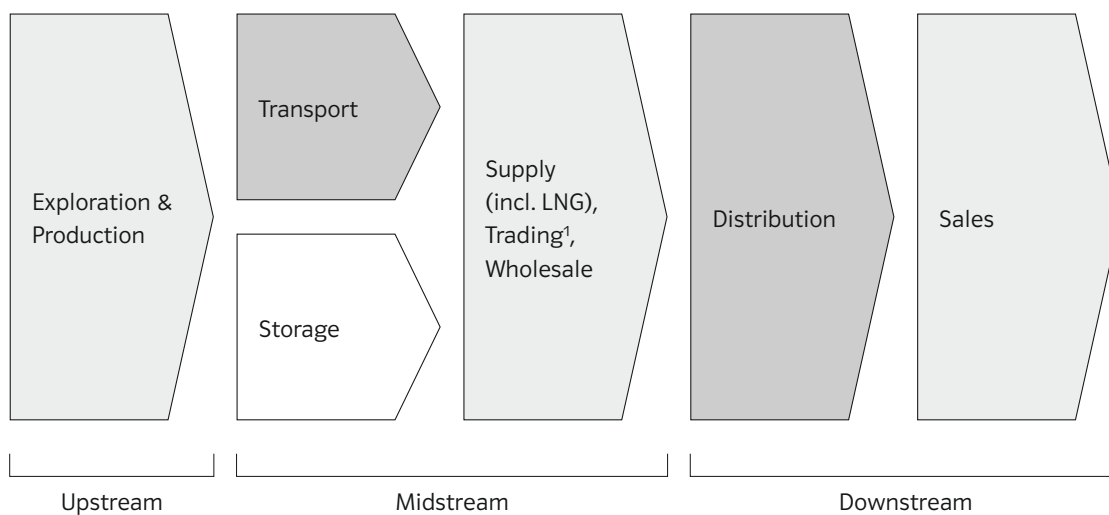 Exploration &
Production
Transport
Storage
Supply
(incl. LNG),
Trading¹,
Wholesale
Distribution
Sales
Upstream
Midstream
Downstream